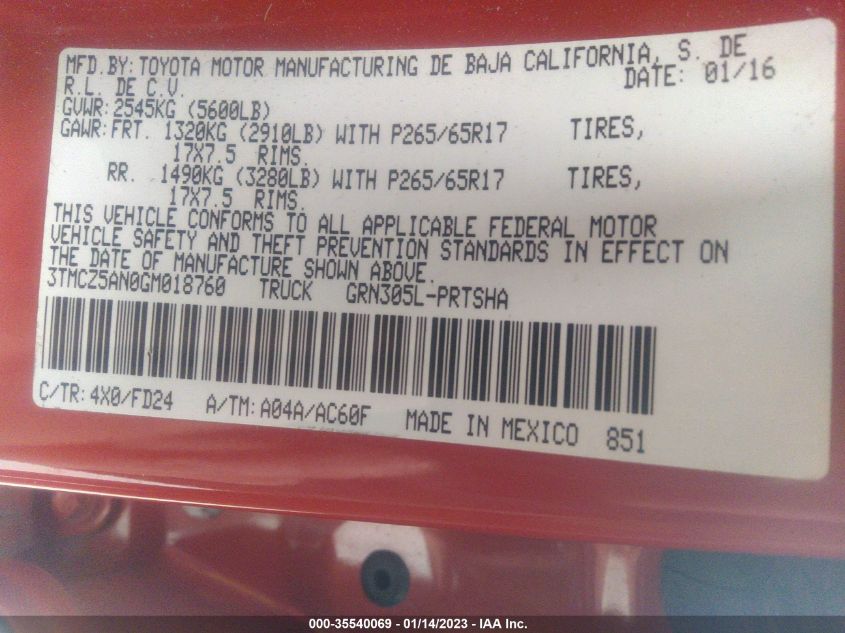 MFD.BY: TOYOTA MOTOR MANUFACTURING DE BAJA CALIFORNIA, S. DE
R.L. DE C.V. DATE: 01/16
GVWR: 2545KG (5600LB)
GAWR: FRT. 1320KG (2910LB) WITH P265/65R17 TIRES,
17X7.5 RIMS.
RR. 1490KG (3280LB) WITH P265/65R17 TIRES,
17X7.5 RIMS.
THIS VEHICLE CONFORMS TO ALL APPLICABLE FEDERAL MOTOR
VEHICLE SAFETY AND THEFT PREVENTION STANDARDS IN EFFECT ON
THE DATE OF MANUFACTURE SHOWN ABOVE.
3TMCZ5AN0GM018760 TRUCK GRN305L-PRTSHA
C/TR: 4X0/FD24 A/TM: A04A/AC60F MADE IN MEXICO 851
000-35540069 - 01/14/2023 - IAA Inc.